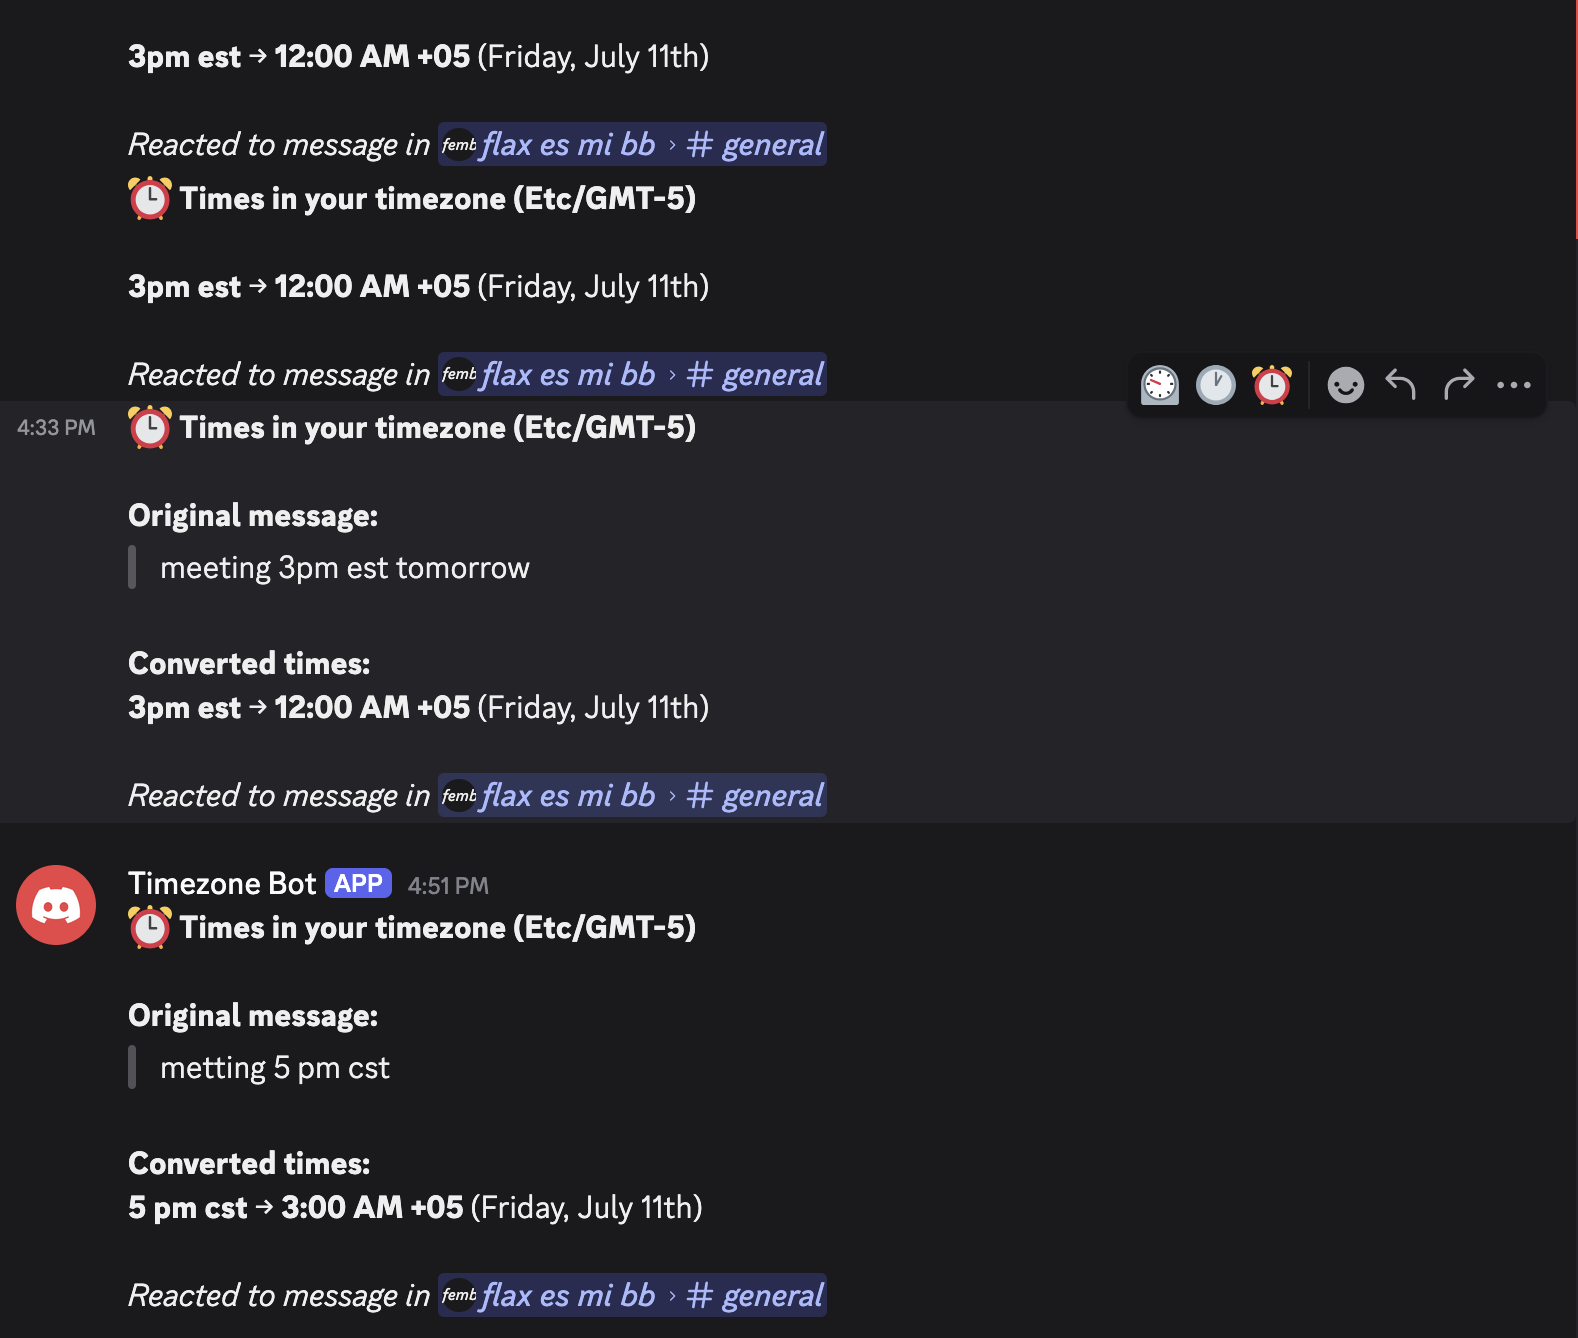 3pm est → 12:00 AM +05 (Friday, July 11th)
Reacted to message in femb flax es mi bb › # general
Times in your timezone (Etc/GMT-5)
3pm est → 12:00 AM +05 (Friday, July 11th)
Reacted to message in femb flax es mi bb › # general
4:33 PM Times in your timezone (Etc/GMT-5)
Original message:
meeting 3pm est tomorrow
Converted times:
3pm est → 12:00 AM +05 (Friday, July 11th)
Reacted to message in femb flax es mi bb › # general
Timezone Bot APP 4:51 PM
Times in your timezone (Etc/GMT-5)
Original message:
metting 5 pm cst
Converted times:
5 pm cst → 3:00 AM +05 (Friday, July 11th)
Reacted to message in femb flax es mi bb › # general